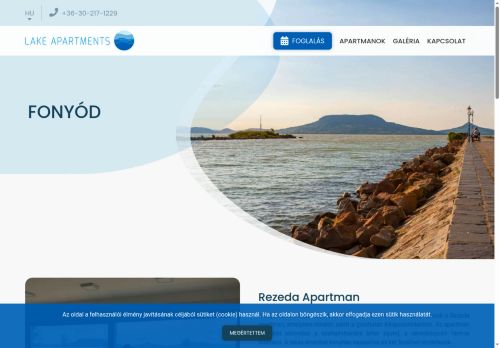 HU
+36-30-217-1229
LAKE APARTMENTS
FOGLALÁS
APARTMANOK
GALÉRIA
KAPCSOLAT
FONYÓD
Rezeda Apartman
Az oldal a felhasználói élmény javításának céljából sütiket (cookie) használ. Ha az oldalon böngészik, akkor elfogadja ezen sütik használatát.
MEGÉRTETTEM